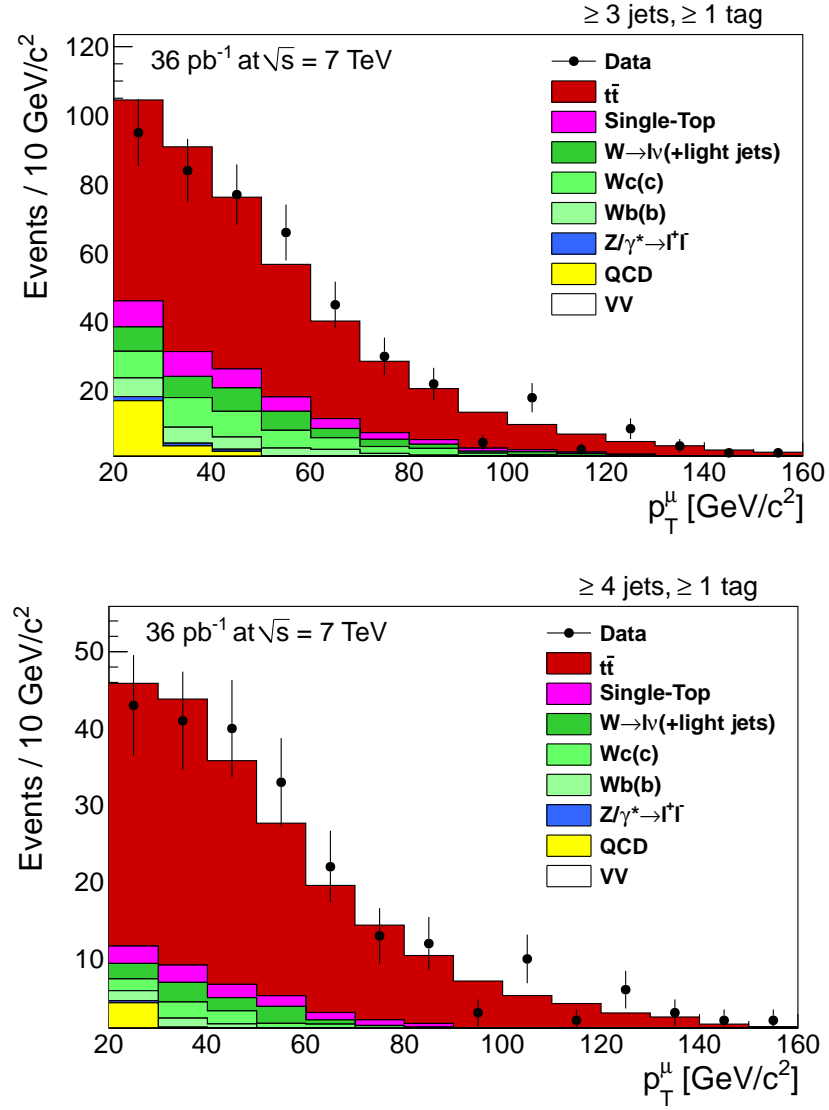 ≥ 3 jets, ≥ 1 tag
36 pb⁻¹ at √s = 7 TeV
Data
tt̄
Single-Top
W→lν(+light jets)
Wc(c)
Wb(b)
Z/γ*→l⁺l⁻
QCD
VV
Events / 10 GeV/c²
120
100
80
60
40
20
20 40 60 80 100 120 140 160
p_T^μ [GeV/c²]
≥ 4 jets, ≥ 1 tag
36 pb⁻¹ at √s = 7 TeV
Data
tt̄
Single-Top
W→lν(+light jets)
Wc(c)
Wb(b)
Z/γ*→l⁺l⁻
QCD
VV
Events / 10 GeV/c²
50
40
30
20
10
20 40 60 80 100 120 140 160
p_T^μ [GeV/c²]